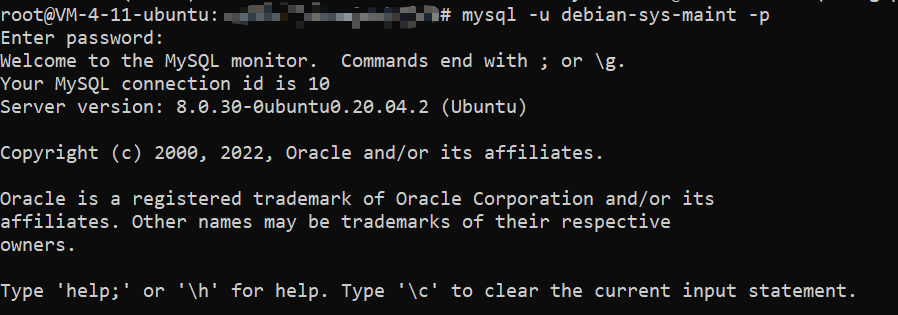 root@VM-4-11-ubuntu: # mysql -u debian-sys-maint -p
Enter password:
Welcome to the MySQL monitor.  Commands end with ; or \g.
Your MySQL connection id is 10
Server version: 8.0.30-0ubuntu0.20.04.2 (Ubuntu)

Copyright (c) 2000, 2022, Oracle and/or its affiliates.

Oracle is a registered trademark of Oracle Corporation and/or its
affiliates. Other names may be trademarks of their respective
owners.

Type 'help;' or '\h' for help. Type '\c' to clear the current input statement.